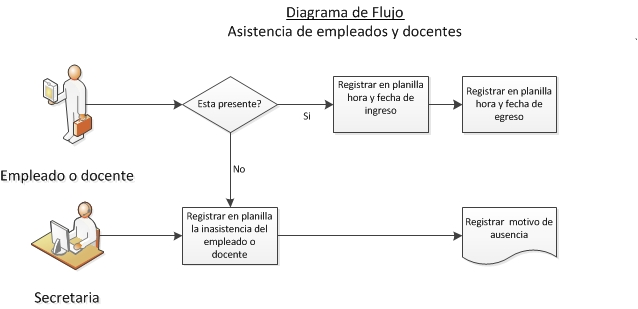 Diagrama de Flujo
Asistencia de empleados y docentes
Esta presente?
Si
Registrar en planilla
hora y fecha de
ingreso
Registrar en planilla
hora y fecha de
egreso
Empleado o docente
No
Registrar en planilla
la inasistencia del
empleado o
docente
Registrar motivo de
ausencia
Secretaria